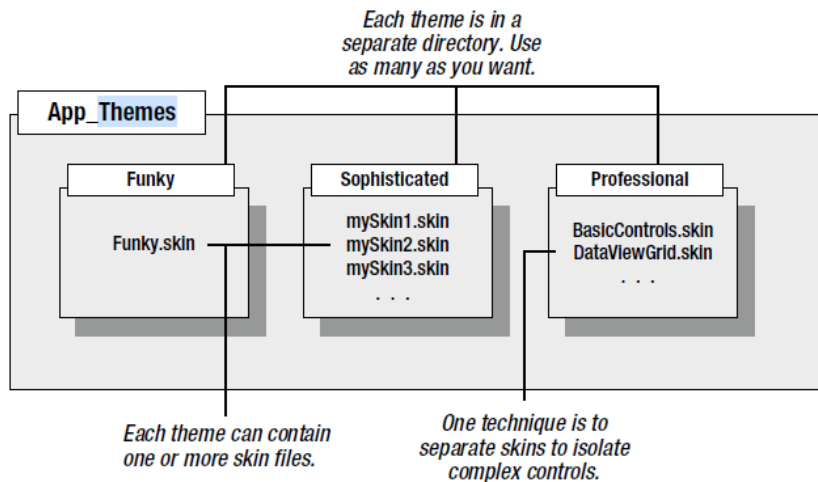 Each theme is in a
separate directory. Use
as many as you want.
App_Themes
Funky
Sophisticated
Professional
Funky.skin
mySkin1.skin
mySkin2.skin
mySkin3.skin
. . .
BasicControls.skin
DataViewGrid.skin
. . .
Each theme can contain
one or more skin files.
One technique is to
separate skins to isolate
complex controls.